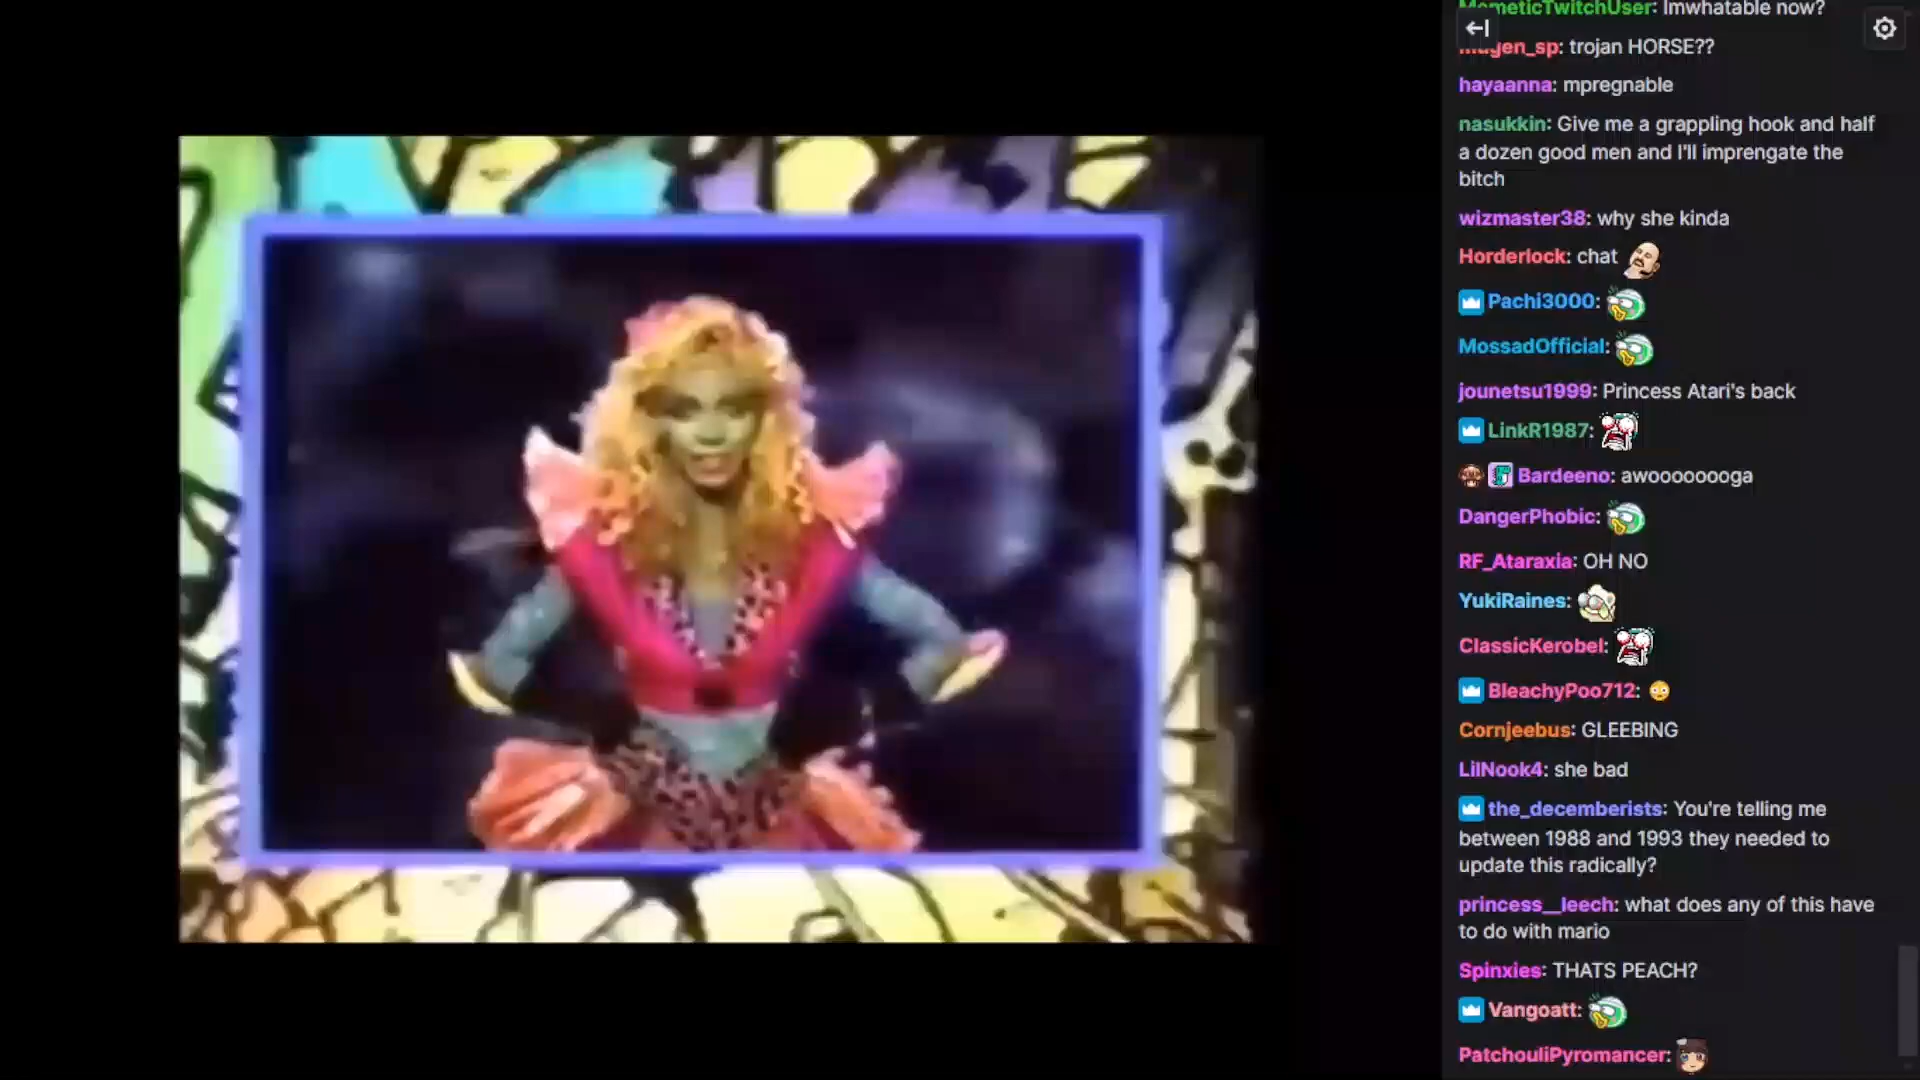 MemeticTwitchUser: Imwhatable now?
mugen_sp: trojan HORSE??
hayaanna: mpregnable
nasukkin: Give me a grappling hook and half
a dozen good men and I'll imprengate the
bitch
wizmaster38: why she kinda
Horderlock: chat
Pachi3000:
MossadOfficial:
jounetsu1999: Princess Atari's back
LinkR1987:
Bardeeno: awoooooooga
DangerPhobic:
RF_Ataraxia: OH NO
YukiRaines:
ClassicKerobel:
BleachyPoo712:
Cornjeebus: GLEEBING
LilNook4: she bad
the_decemberists: You're telling me
between 1988 and 1993 they needed to
update this radically?
princess__leech: what does any of this have
to do with mario
Spinxies: THATS PEACH?
Vangoatt:
PatchouliPyromancer: